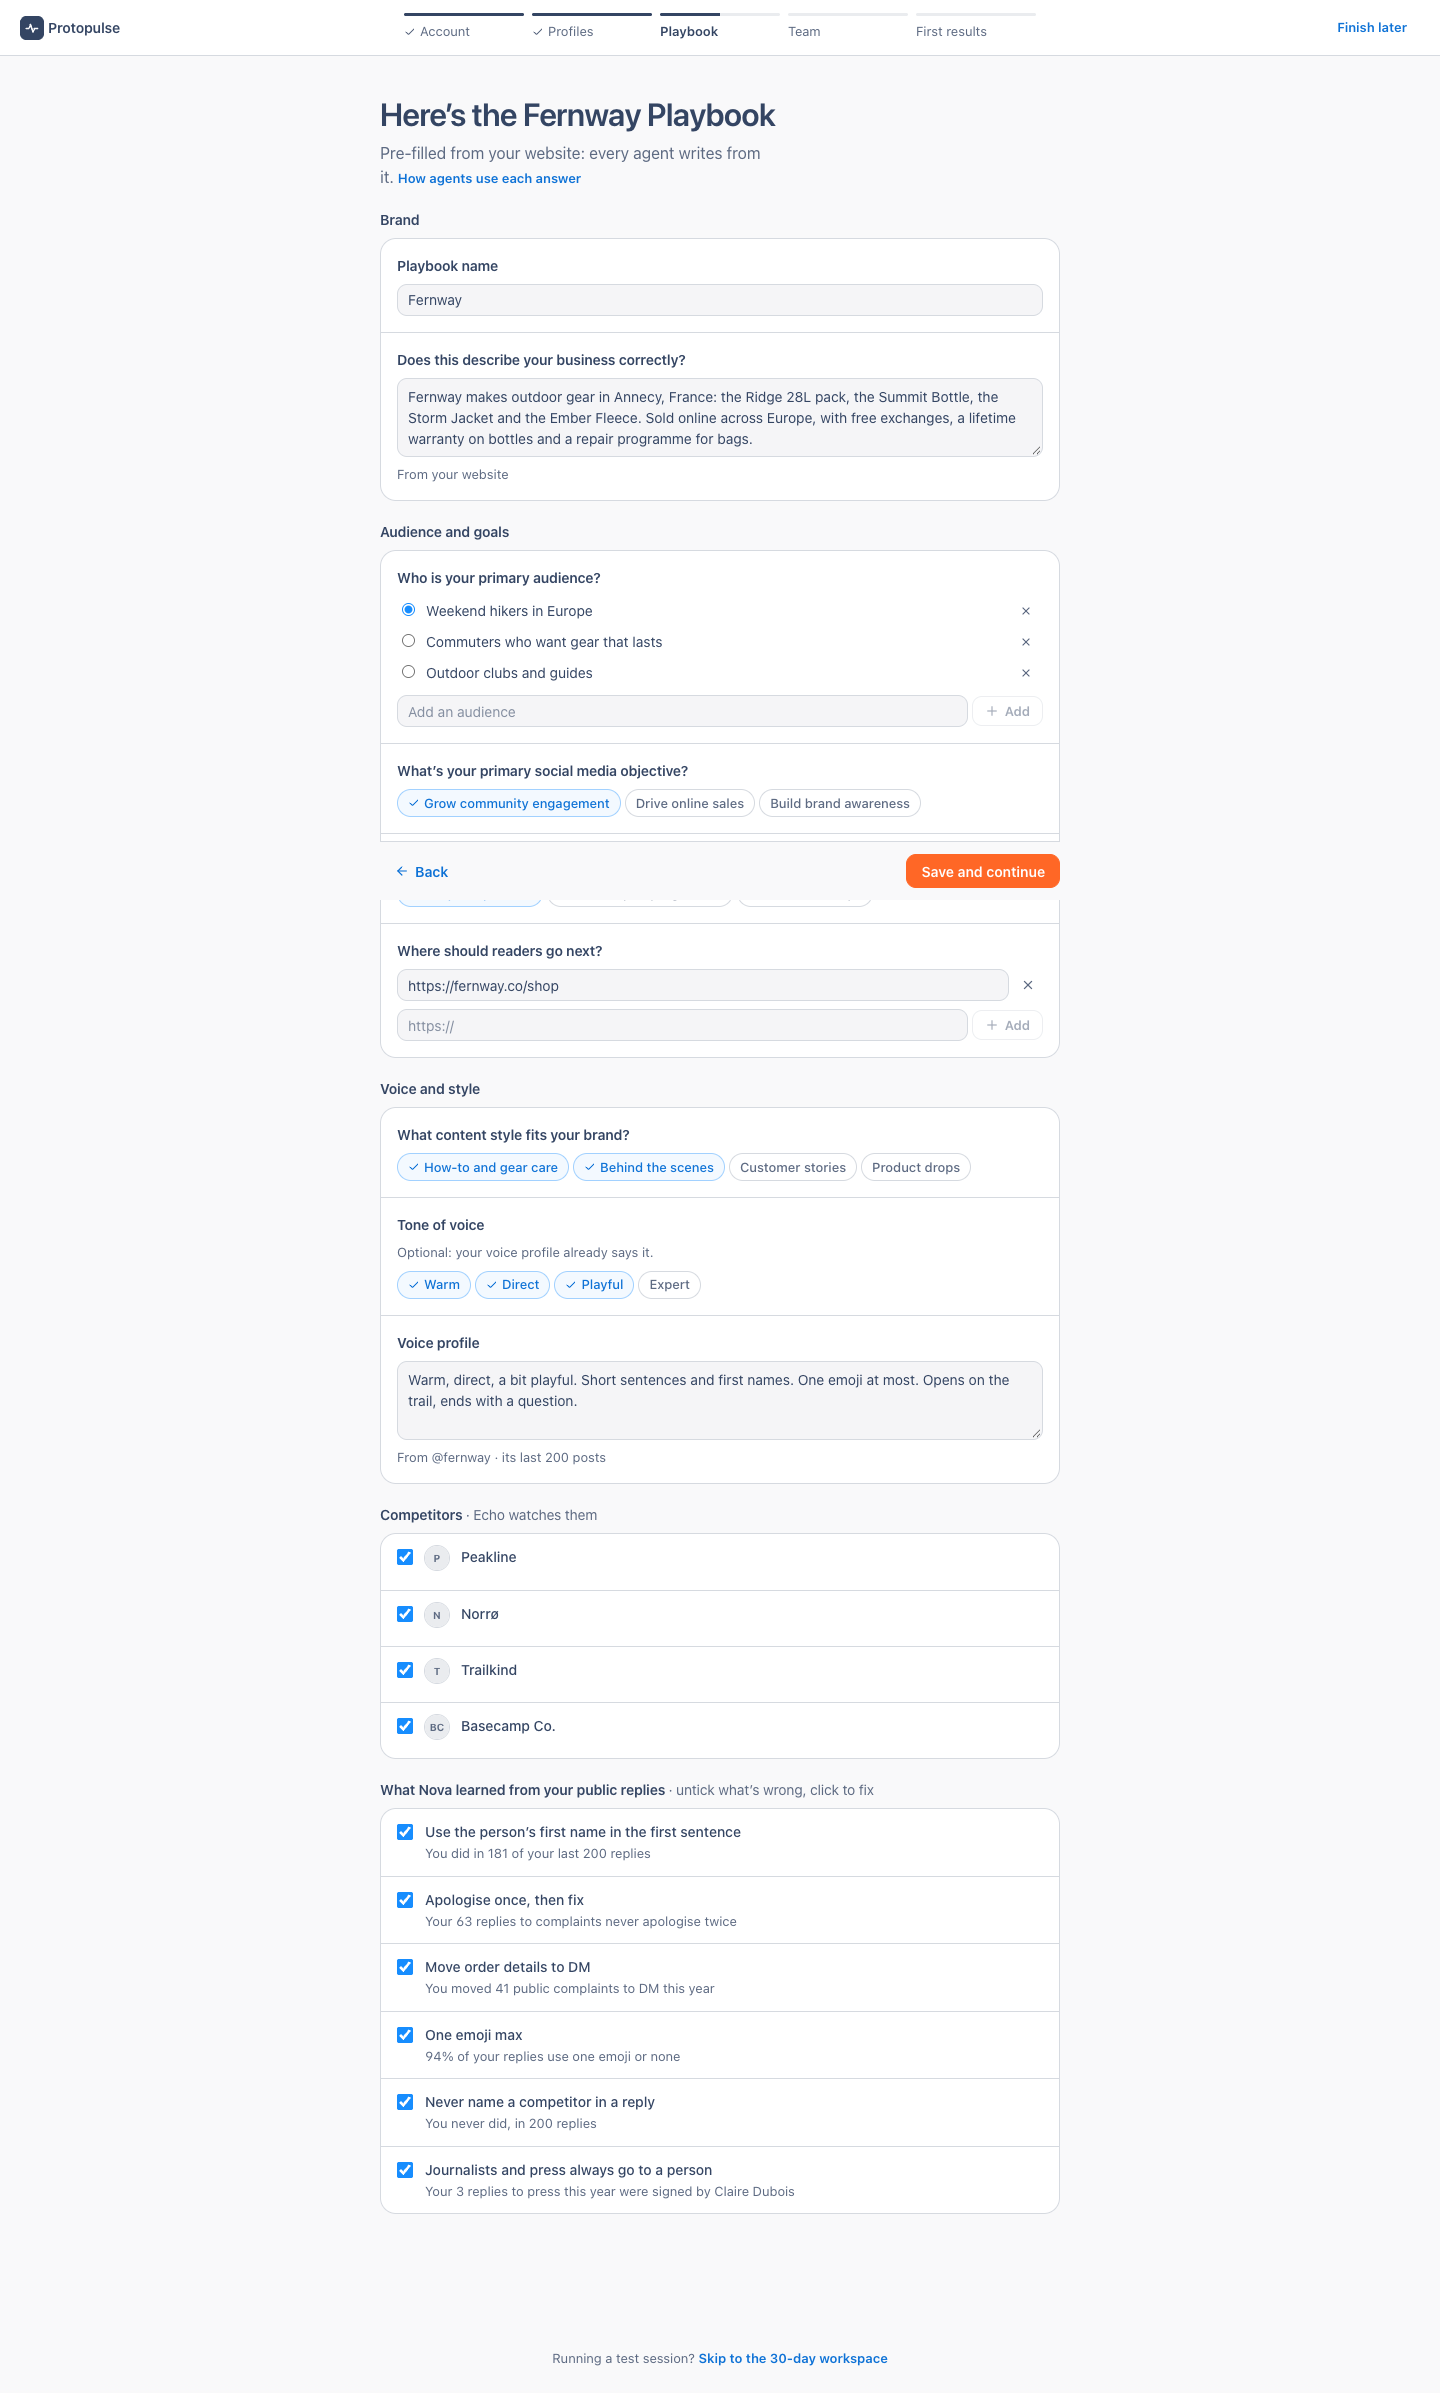 Protopulse
Account
Profiles
Playbook
Team
First results
Finish later
Here’s the Fernway Playbook
Pre-filled from your website: every agent writes from
it. How agents use each answer
Brand
Playbook name
Fernway
Does this describe your business correctly?
Fernway makes outdoor gear in Annecy, France: the Ridge 28L pack, the Summit Bottle, the
Storm Jacket and the Ember Fleece. Sold online across Europe, with free exchanges, a lifetime
warranty on bottles and a repair programme for bags.
From your website
Audience and goals
Who is your primary audience?
Weekend hikers in Europe
Commuters who want gear that lasts
Outdoor clubs and guides
Add an audience
Add
What’s your primary social media objective?
Grow community engagement
Drive online sales
Build brand awareness
Back
Save and continue
Where should readers go next?
https://fernway.co/shop
https://
Add
Voice and style
What content style fits your brand?
How-to and gear care
Behind the scenes
Customer stories
Product drops
Tone of voice
Optional: your voice profile already says it.
Warm
Direct
Playful
Expert
Voice profile
Warm, direct, a bit playful. Short sentences and first names. One emoji at most. Opens on the
trail, ends with a question.
From @fernway · its last 200 posts
Competitors · Echo watches them
P Peakline
N Norrø
T Trailkind
BC Basecamp Co.
What Nova learned from your public replies · untick what’s wrong, click to fix
Use the person’s first name in the first sentence
You did in 181 of your last 200 replies
Apologise once, then fix
Your 63 replies to complaints never apologise twice
Move order details to DM
You moved 41 public complaints to DM this year
One emoji max
94% of your replies use one emoji or none
Never name a competitor in a reply
You never did, in 200 replies
Journalists and press always go to a person
Your 3 replies to press this year were signed by Claire Dubois
Running a test session? Skip to the 30-day workspace